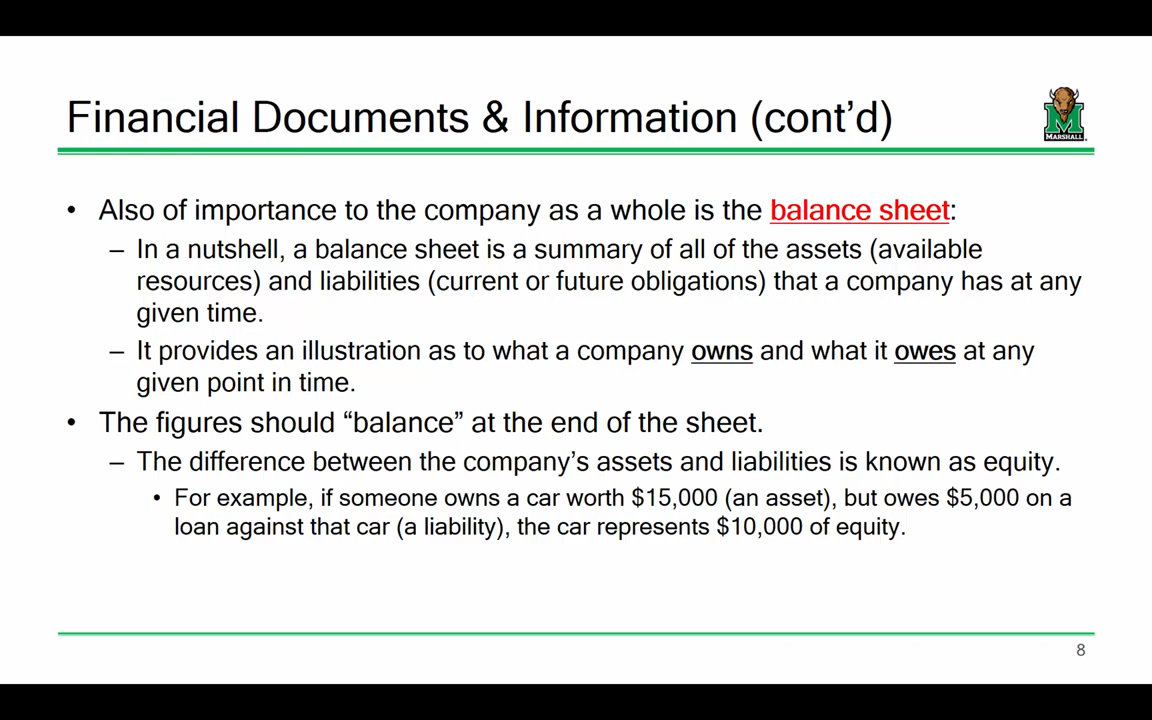 Financial Documents & Information (cont’d)
MARSHALL
• Also of importance to the company as a whole is the balance sheet:
– In a nutshell, a balance sheet is a summary of all of the assets (available
resources) and liabilities (current or future obligations) that a company has at any
given time.
– It provides an illustration as to what a company owns and what it owes at any
given point in time.
• The figures should “balance” at the end of the sheet.
– The difference between the company’s assets and liabilities is known as equity.
• For example, if someone owns a car worth $15,000 (an asset), but owes $5,000 on a
loan against that car (a liability), the car represents $10,000 of equity.
8